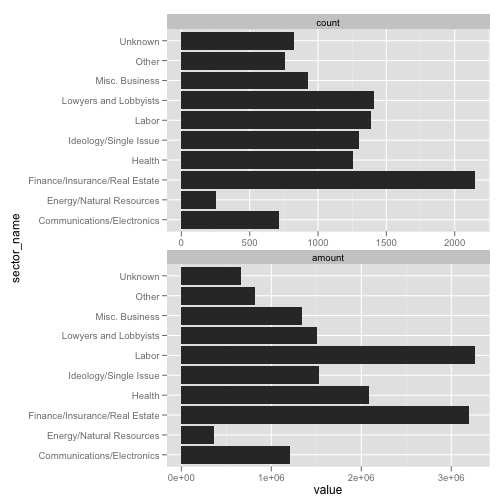 count
Unknown
Other
Misc. Business
Lowyers and Lobbyists
Labor
Ideology/Single Issue
Health
Finance/Insurance/Real Estate
Energy/Natural Resources
Communications/Electronics
0 500 1000 1500 2000
sector_name
amount
Unknown
Other
Misc. Business
Lowyers and Lobbyists
Labor
Ideology/Single Issue
Health
Finance/Insurance/Real Estate
Energy/Natural Resources
Communications/Electronics
0e+00 1e+06 2e+06 3e+06
value